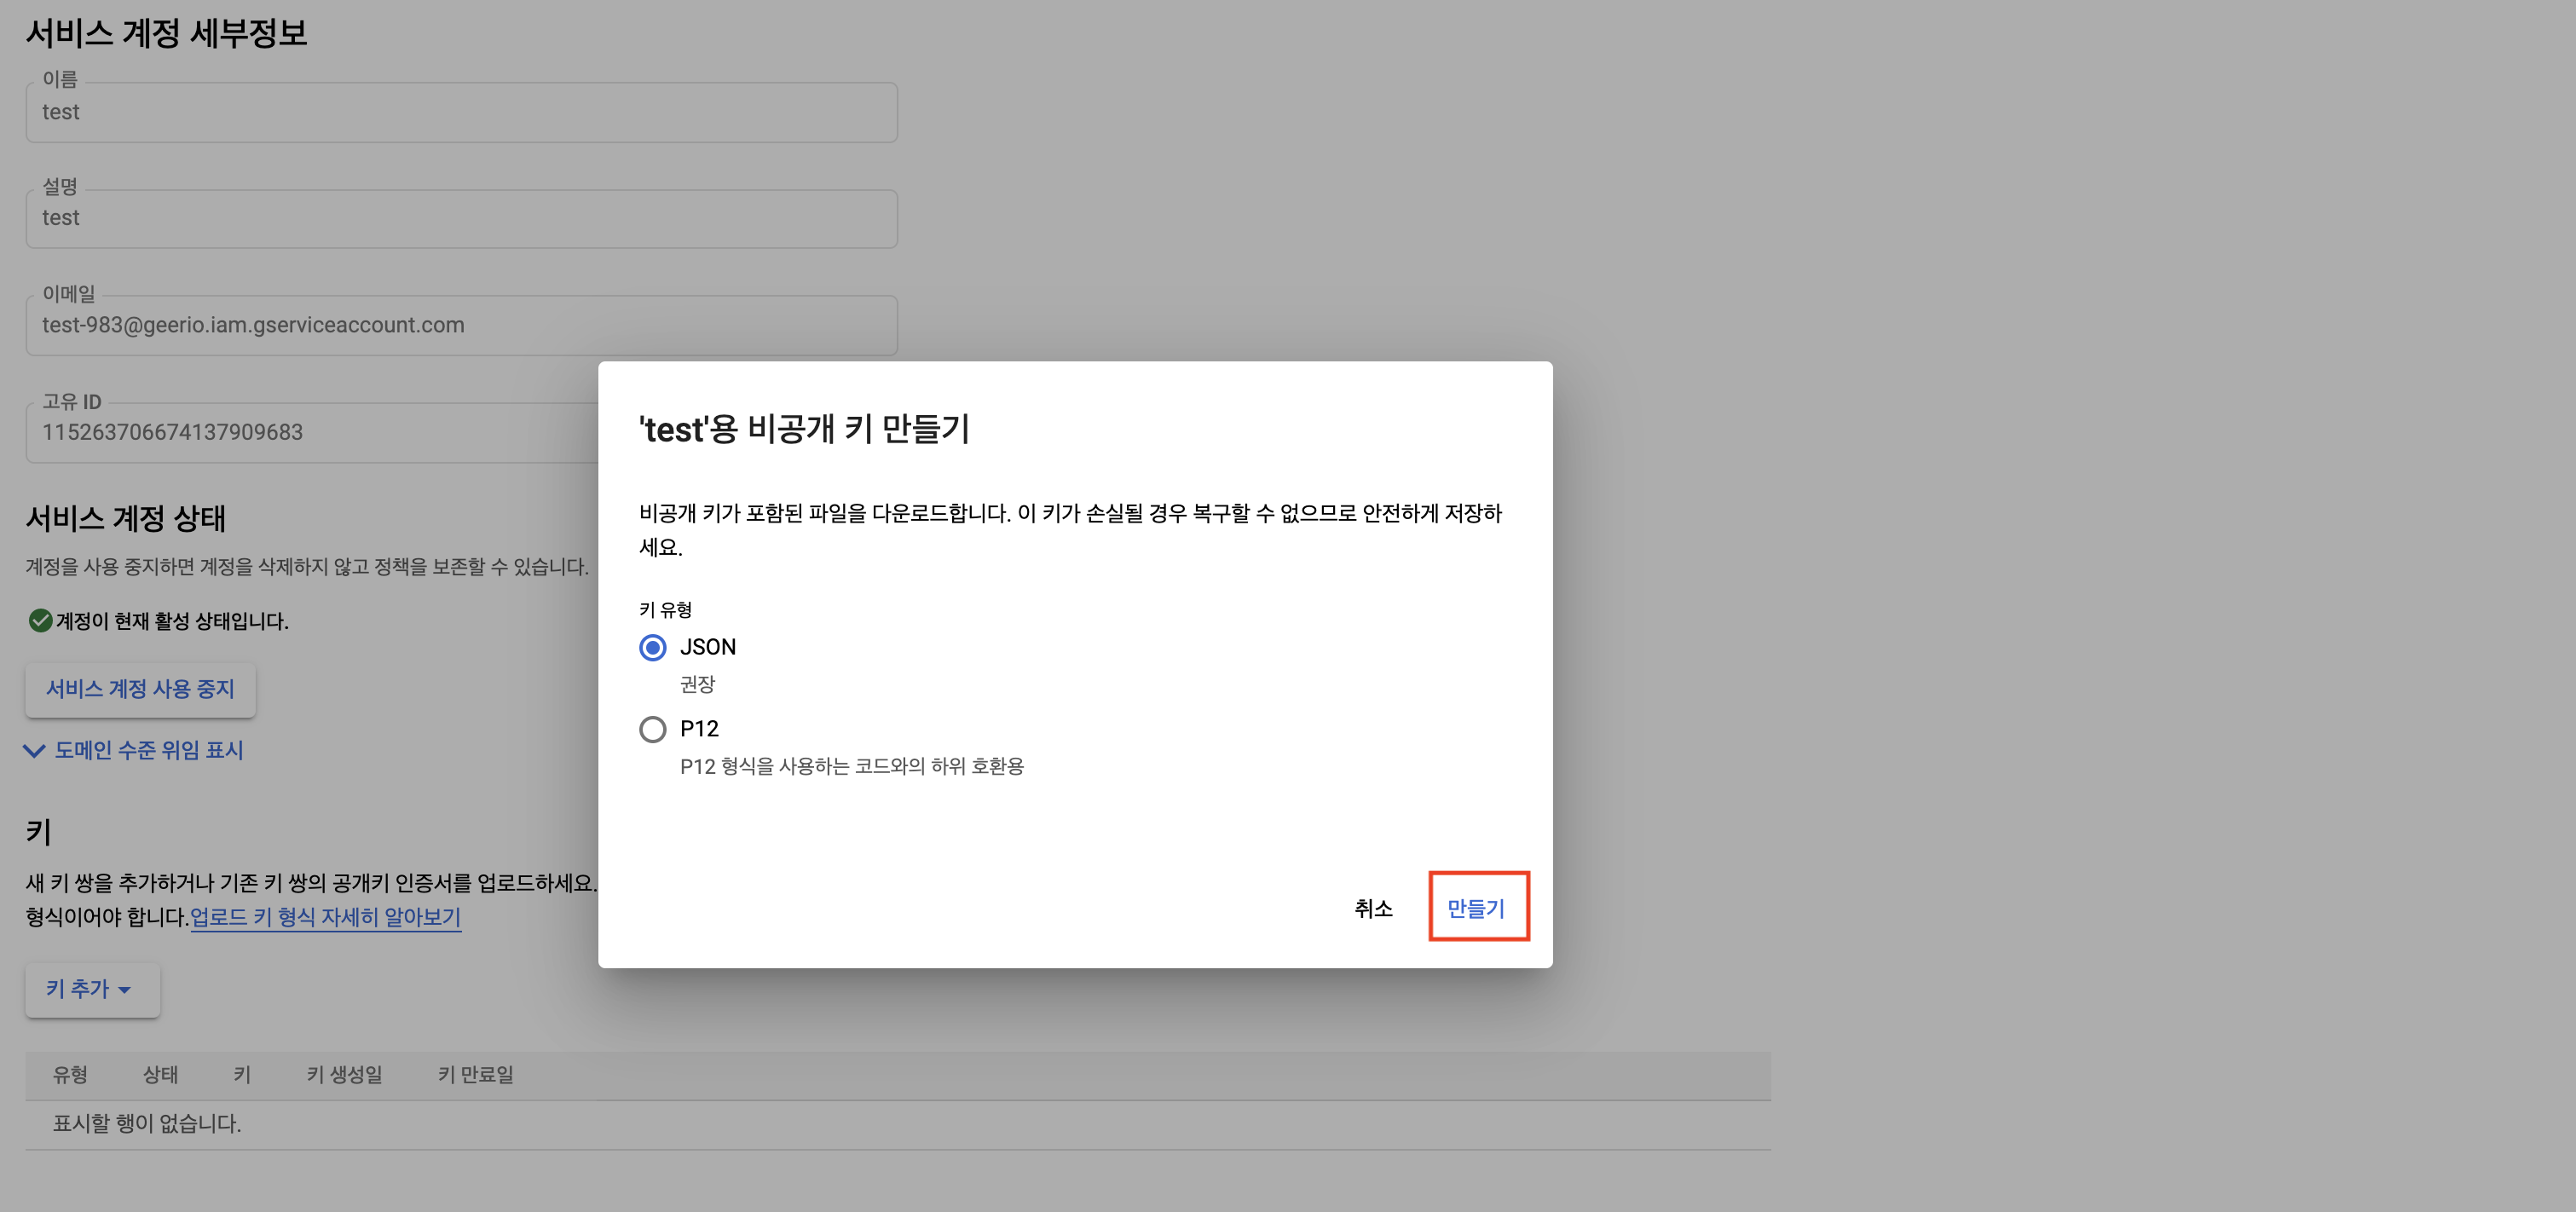 서비스 계정 세부정보
이름
test
설명
test
이메일
test-983@geerio.iam.gserviceaccount.com
고유 ID
115263706674137909683
서비스 계정 상태
계정을 사용 중지하면 계정을 삭제하지 않고 정책을 보존할 수 있습니다.
계정이 현재 활성 상태입니다.
서비스 계정 사용 중지
도메인 수준 위임 표시
키
새 키 쌍을 추가하거나 기존 키 쌍의 공개키 인증서를 업로드하세요.
형식이어야 합니다.업로드 키 형식 자세히 알아보기
키 추가
유형 상태 키 키 생성일 키 만료일
표시할 행이 없습니다.
'test'용 비공개 키 만들기
비공개 키가 포함된 파일을 다운로드합니다. 이 키가 손실될 경우 복구할 수 없으므로 안전하게 저장하
세요.
키 유형
JSON
권장
P12
P12 형식을 사용하는 코드와의 하위 호환용
취소 만들기